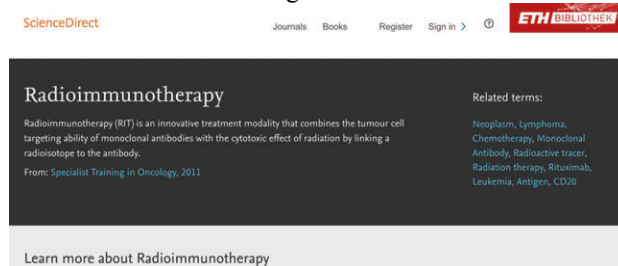 ScienceDirect
Journals Books Register Sign in > ?
ETH BIBLIOTHEK
Radioimmunotherapy
Radioimmunotherapy (RIT) is an innovative treatment modality that combines the tumour cell
targeting ability of monoclonal antibodies with the cytotoxic effect of radiation by linking a
radioisotope to the antibody.
From: Specialist Training in Oncology, 2011
Related terms:
Neoplasm, Lymphoma,
Chemotherapy, Monoclonal
Antibody, Radioactive tracer,
Radiation therapy, Rituximab,
Leukemia, Antigen, CD20
Learn more about Radioimmunotherapy